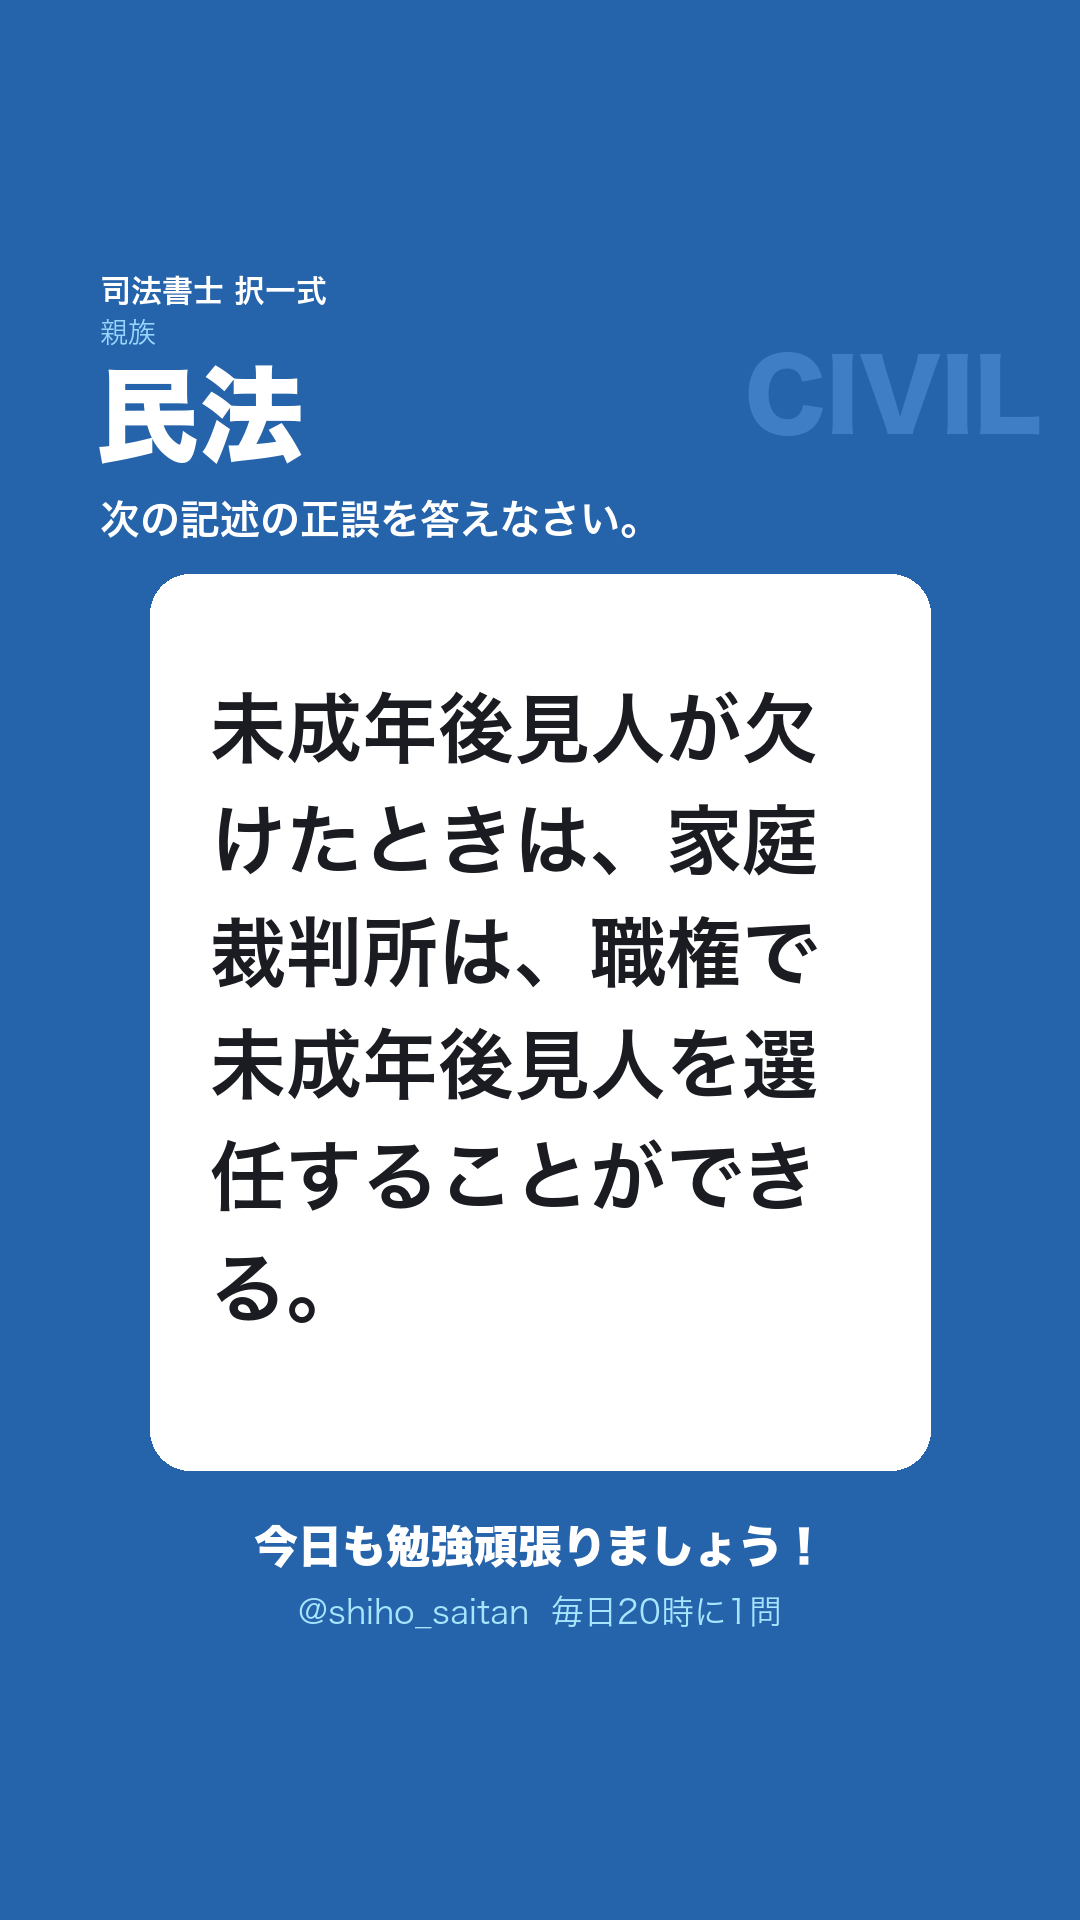 司法書士 択一式
親族
民法
CIVIL
次の記述の正誤を答えなさい。
未成年後見人が欠
けたときは、家庭
裁判所は、職権で
未成年後見人を選
任することができ
る。
今日も勉強頑張りましょう！
@shiho_saitan 毎日20時に1問